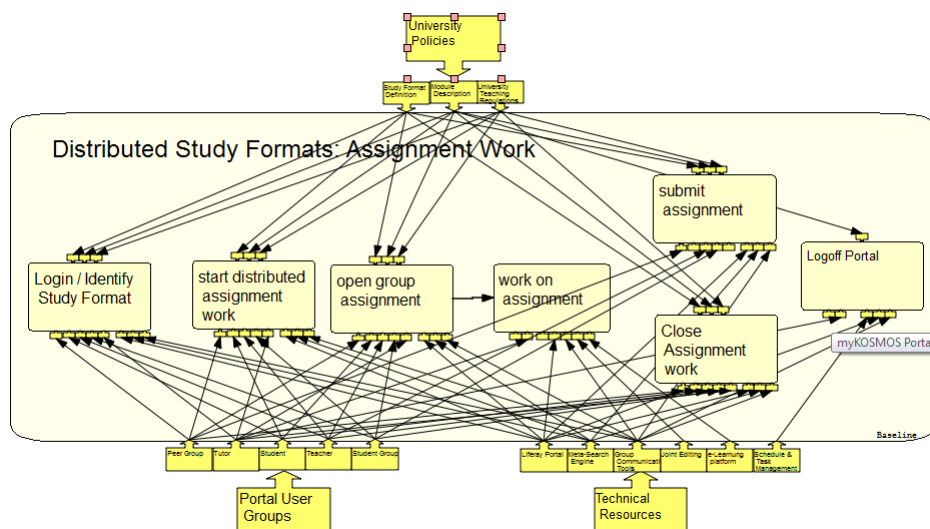 University
Policies
Study Format
Definition
Module
Description
University
Teaching
Regulations
Distributed Study Formats: Assignment Work
submit
assignment
Login / Identify
Study Format
start distributed
assignment
work
open group
assignment
work on
assignment
Logoff Portal
Close
Assignment
work
myKOSMOS Porta
Baseline
Peer Group
Tutor
Student
Teacher
Student Group
Liferay Portal
Meta-Search
Engine
Group
Communicati
Tools
Joint Editing
e-Learning
platform
Schedule &
Task
Management
Portal User
Groups
Technical
Resources